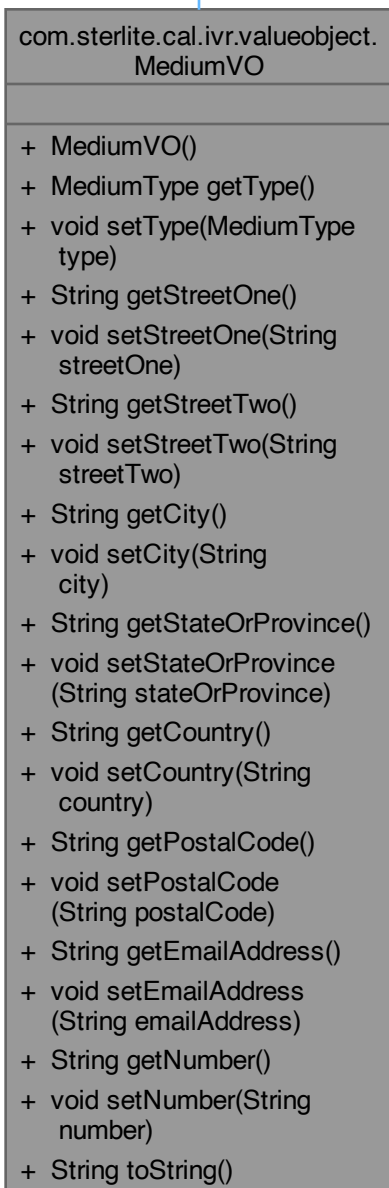 com.sterlite.cal.ivr.valueobject.
MediumVO
+ MediumVO()
+ MediumType getType()
+ void setType(MediumType
type)
+ String getStreetOne()
+ void setStreetOne(String
streetOne)
+ String getStreetTwo()
+ void setStreetTwo(String
streetTwo)
+ String getCity()
+ void setCity(String
city)
+ String getStateOrProvince()
+ void setStateOrProvince
(String stateOrProvince)
+ String getCountry()
+ void setCountry(String
country)
+ String getPostalCode()
+ void setPostalCode
(String postalCode)
+ String getEmailAddress()
+ void setEmailAddress
(String emailAddress)
+ String getNumber()
+ void setNumber(String
number)
+ String toString()